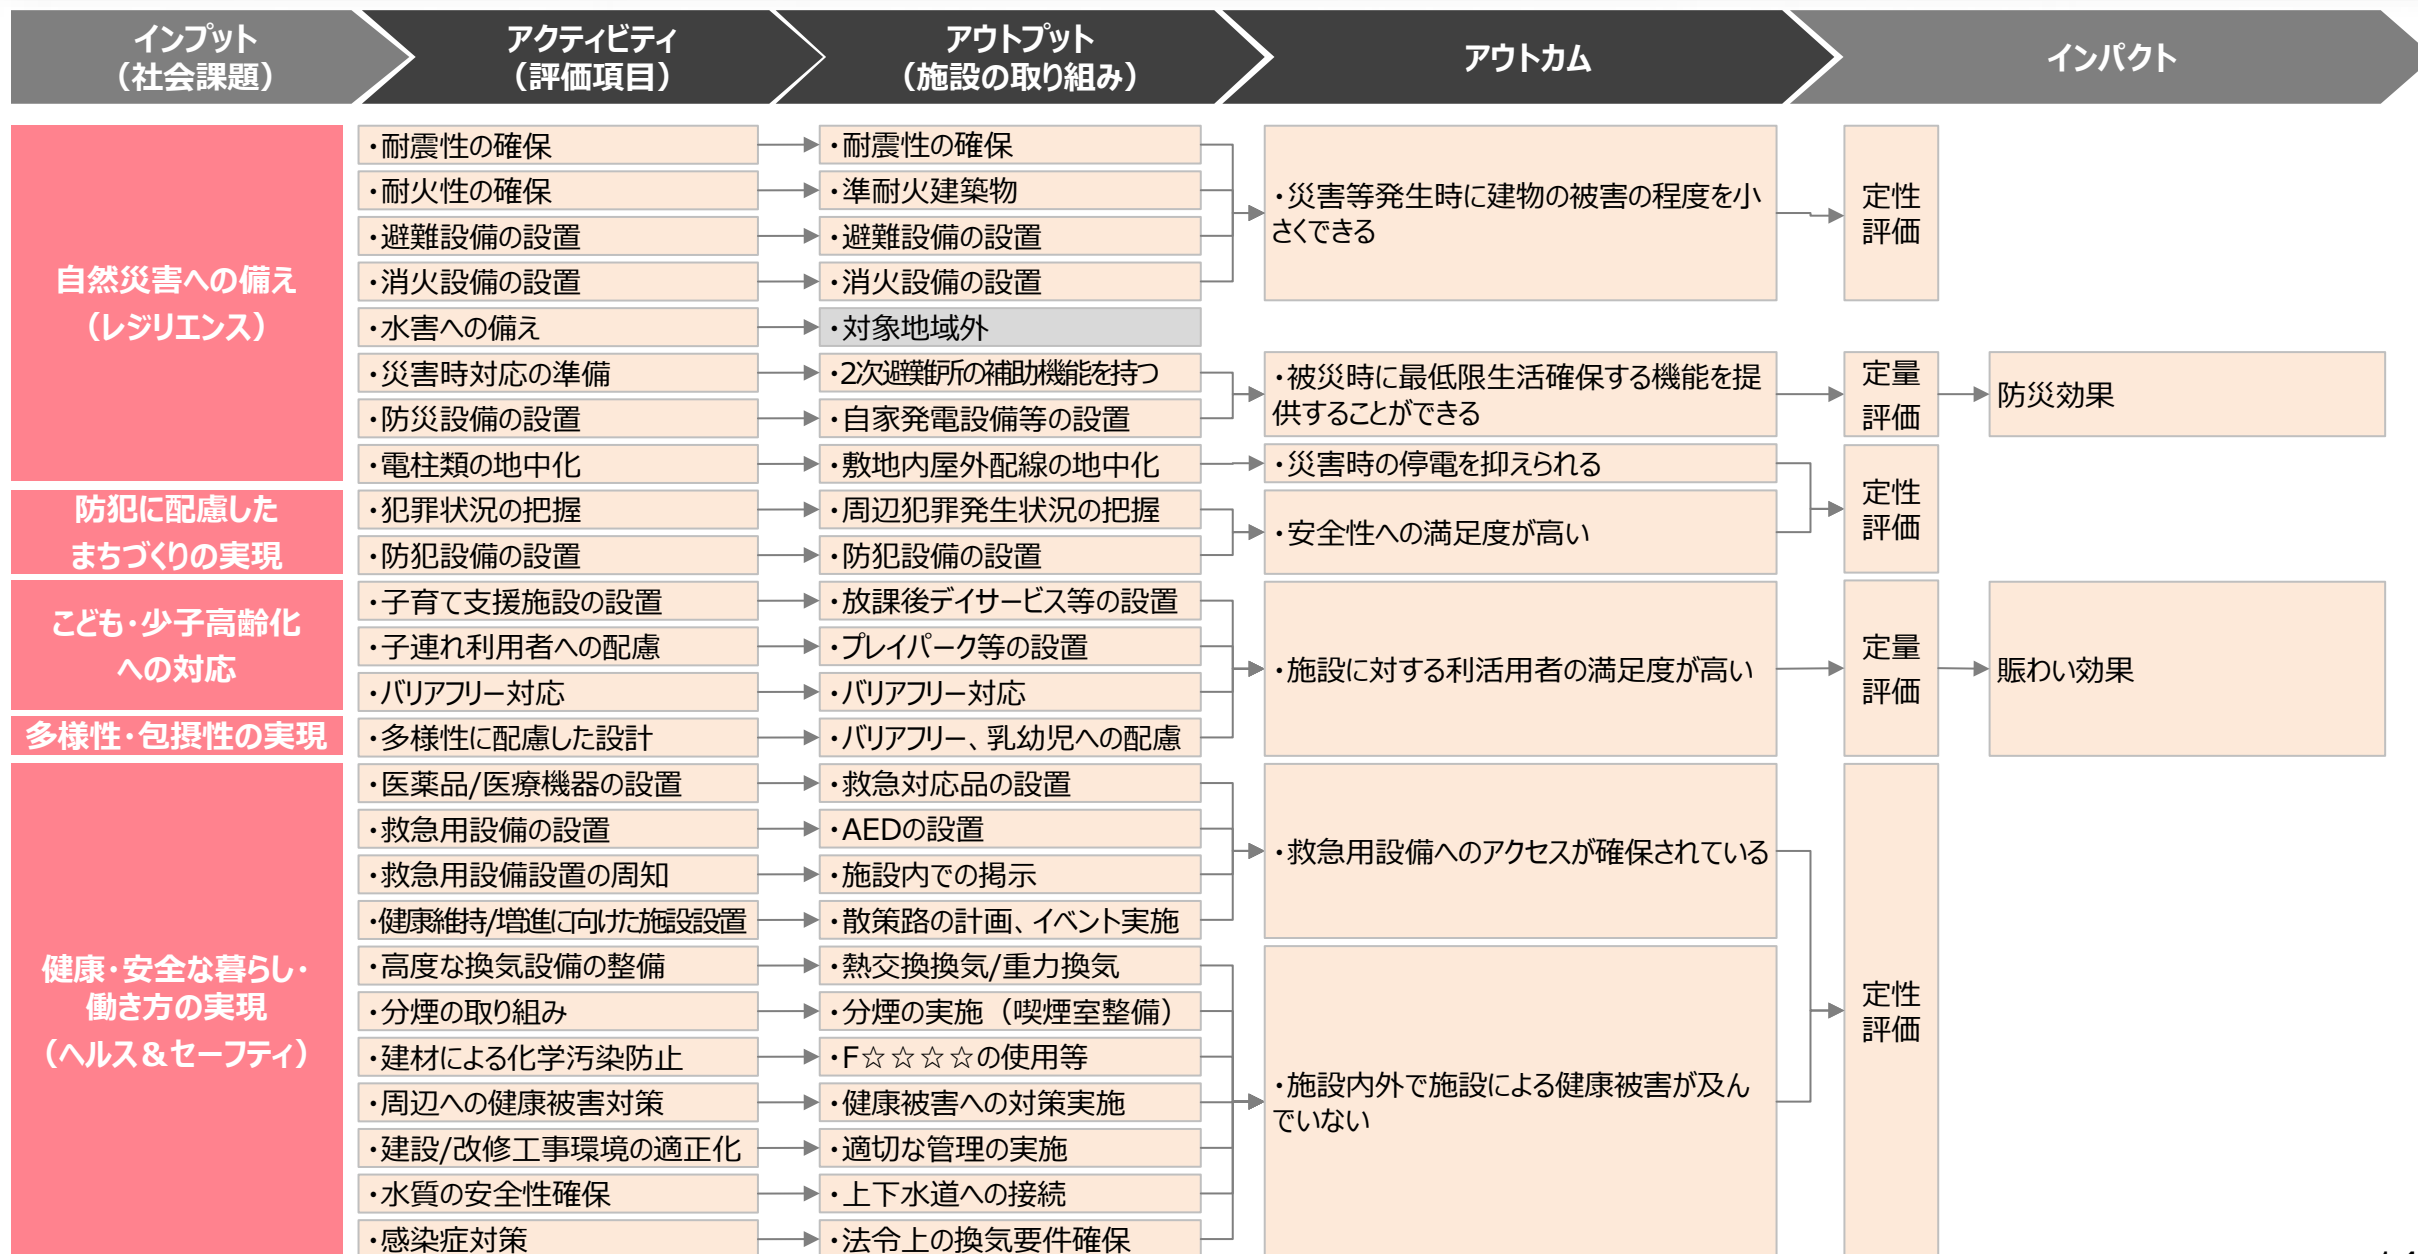 インプット
（社会課題）
アクティビティ
（評価項目）
アウトプット
（施設の取り組み）
アウトカム
インパクト
自然災害への備え
（レジリエンス）
・耐震性の確保
・耐震性の確保
・耐火性の確保
・準耐火建築物
・避難設備の設置
・避難設備の設置
・消火設備の設置
・消火設備の設置
・災害等発生時に建物の被害の程度を小
さくできる
定性
評価
・水害への備え
・対象地域外
・災害時対応の準備
・2次避難所の補助機能を持つ
・防災設備の設置
・自家発電設備等の設置
・被災時に最低限生活確保する機能を提
供することができる
定量
評価
防災効果
・電柱類の地中化
・敷地内屋外配線の地中化
・災害時の停電を抑えられる
防犯に配慮した
まちづくりの実現
・犯罪状況の把握
・周辺犯罪発生状況の把握
・防犯設備の設置
・防犯設備の設置
・安全性への満足度が高い
定性
評価
こども・少子高齢化
への対応
・子育て支援施設の設置
・放課後デイサービス等の設置
・子連れ利用者への配慮
・プレイパーク等の設置
・バリアフリー対応
・バリアフリー対応
多様性・包摂性の実現
・多様性に配慮した設計
・バリアフリー、乳幼児への配慮
・施設に対する利活用者の満足度が高い
定量
評価
賑わい効果
健康・安全な暮らし・
働き方の実現
（ヘルス＆セーフティ）
・医薬品/医療機器の設置
・救急対応品の設置
・救急用設備の設置
・AEDの設置
・救急用設備設置の周知
・施設内での掲示
・健康維持/増進に向けた施設設置
・散策路の計画、イベント実施
・救急用設備へのアクセスが確保されている
・高度な換気設備の整備
・熱交換換気/重力換気
・分煙の取り組み
・分煙の実施（喫煙室整備）
・建材による化学汚染防止
・F☆☆☆☆の使用等
・周辺への健康被害対策
・健康被害への対策実施
・建設/改修工事環境の適正化
・適切な管理の実施
・水質の安全性確保
・上下水道への接続
・感染症対策
・法令上の換気要件確保
・施設内外で施設による健康被害が及ん
でいない
定性
評価